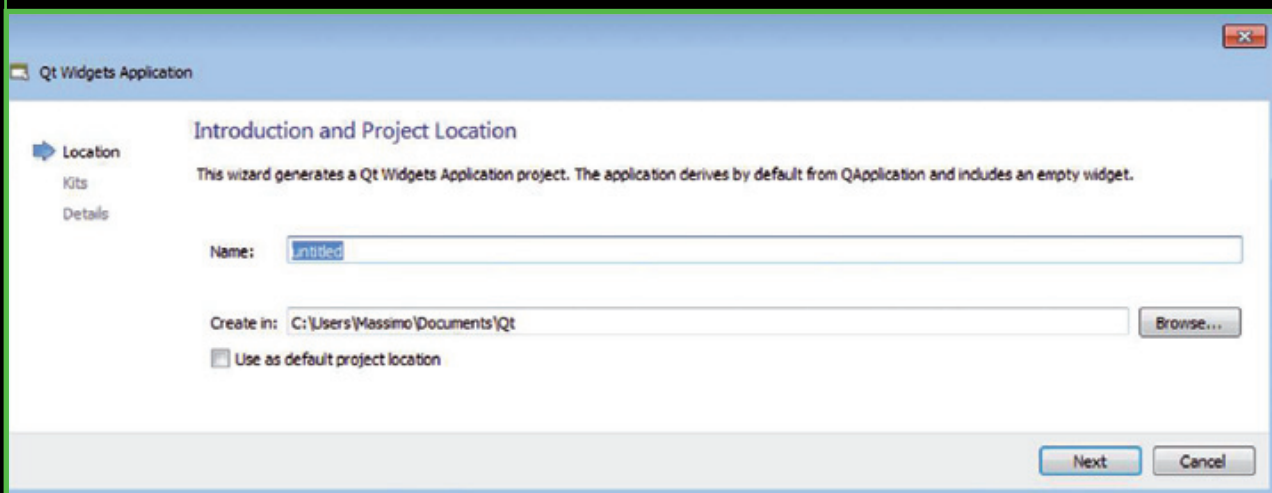 Qt Widgets Application
Location
Kits
Details
Introduction and Project Location
This wizard generates a Qt Widgets Application project. The application derives by default from QApplication and includes an empty widget.
Name: untitled
Create in: C:\Users\Massimo\Documents\Qt Browse...
Use as default project location
Next Cancel